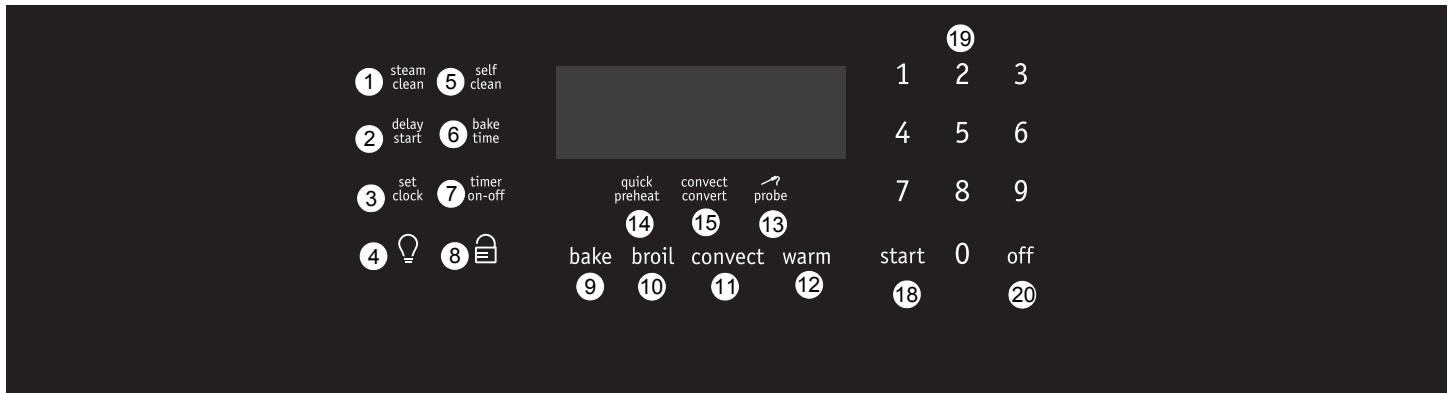 19
1 steam clean
5 self clean
1 2 3
2 delay start
6 bake time
4 5 6
3 set clock
7 timer on-off
quick preheat
convect convert
probe
7 8 9
14 15 13
4
8
bake broil convect warm
start 0 off
9 10 11 12
18 20